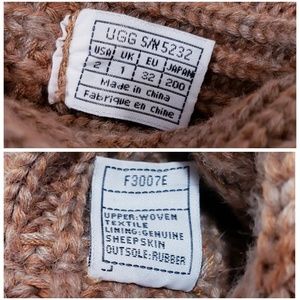 UGG S/N 5232
USA UK EU JAPAN
2 1 32 200
Made in China
Fabriqué en chine
F3007E
UPPER:WOVEN
TEXTILE
LINING:GENUINE
SHEEPSKIN
OUTSOLE:RUBBER